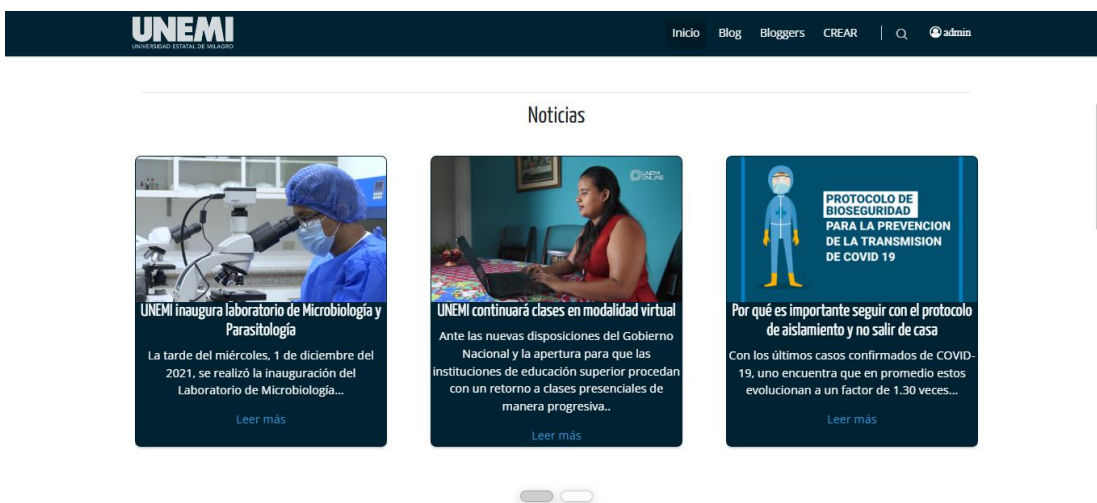 UNEMI
UNIVERSIDAD ESTATAL DE MILAGRO
Inicio Blog Bloggers CREAR admin
Noticias
UNEMI
ONLINE
PROTOCOLO DE
BIOSEGURIDAD
PARA LA PREVENCION
DE LA TRANSMISION
DE COVID 19
UNEMI inaugura laboratorio de Microbiología y
Parasitología
La tarde del miércoles, 1 de diciembre del
2021, se realizó la inauguración del
Laboratorio de Microbiología...
Leer más
UNEMI continuará clases en modalidad virtual
Ante las nuevas disposiciones del Gobierno
Nacional y la apertura para que las
instituciones de educación superior procedan
con un retorno a clases presenciales de
manera progresiva..
Leer más
Por qué es importante seguir con el protocolo
de aislamiento y no salir de casa
Con los últimos casos confirmados de COVID-
19, uno encuentra que en promedio estos
evolucionan a un factor de 1.30 veces...
Leer más